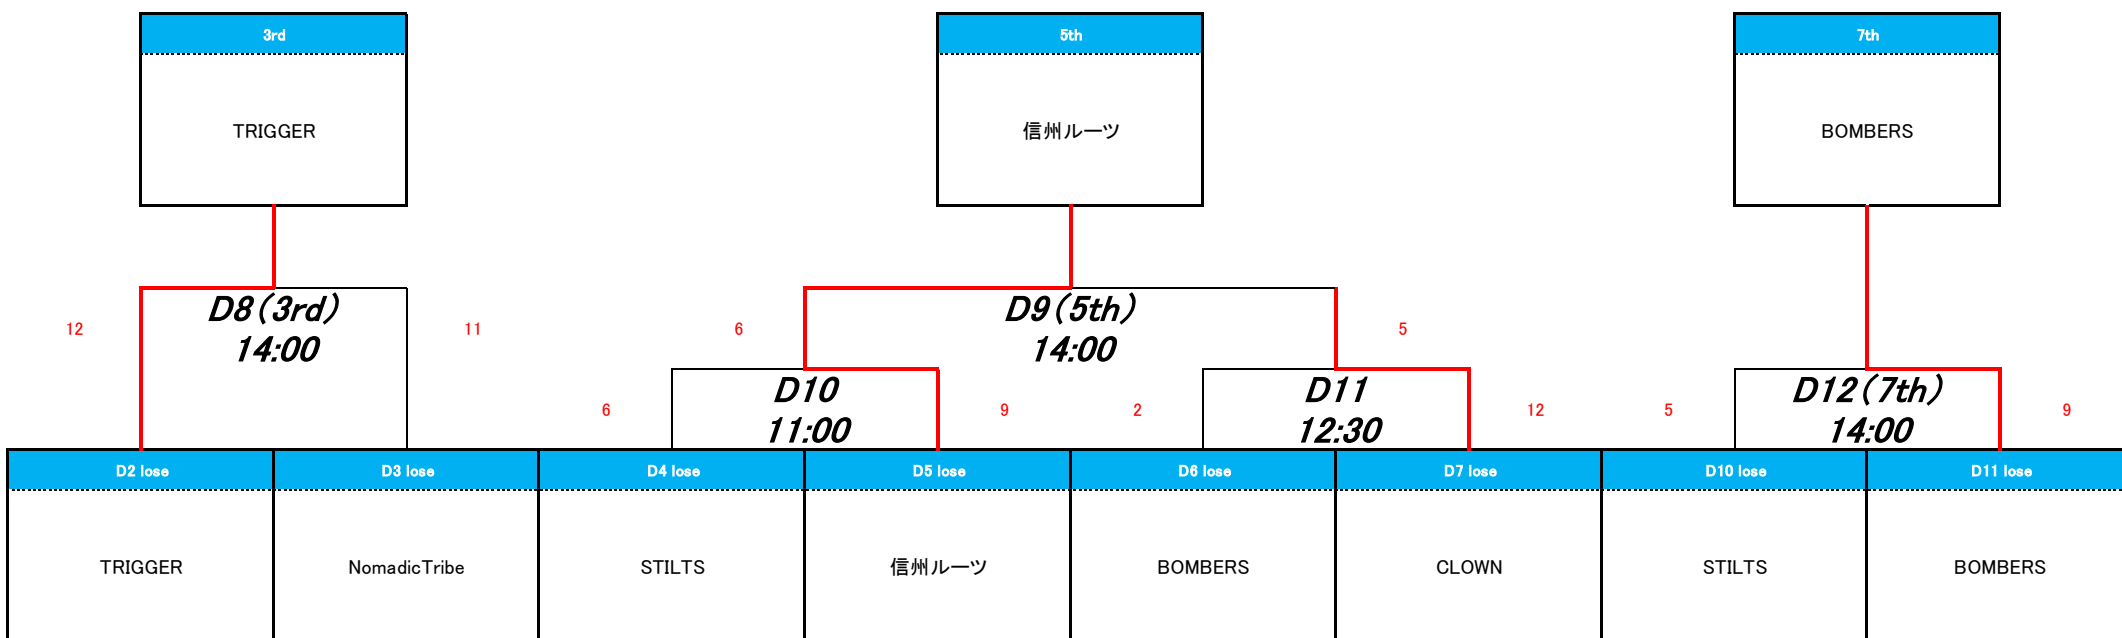 3rd
5th
7th
TRIGGER
信州ルーツ
BOMBERS
D8(3rd)
14:00
D9(5th)
14:00
12
11
6
5
D10
11:00
D11
12:30
D12(7th)
14:00
6
9
2
12
5
9
D2 lose
D3 lose
D4 lose
D5 lose
D6 lose
D7 lose
D10 lose
D11 lose
TRIGGER
NomadicTribe
STILTS
信州ルーツ
BOMBERS
CLOWN
STILTS
BOMBERS